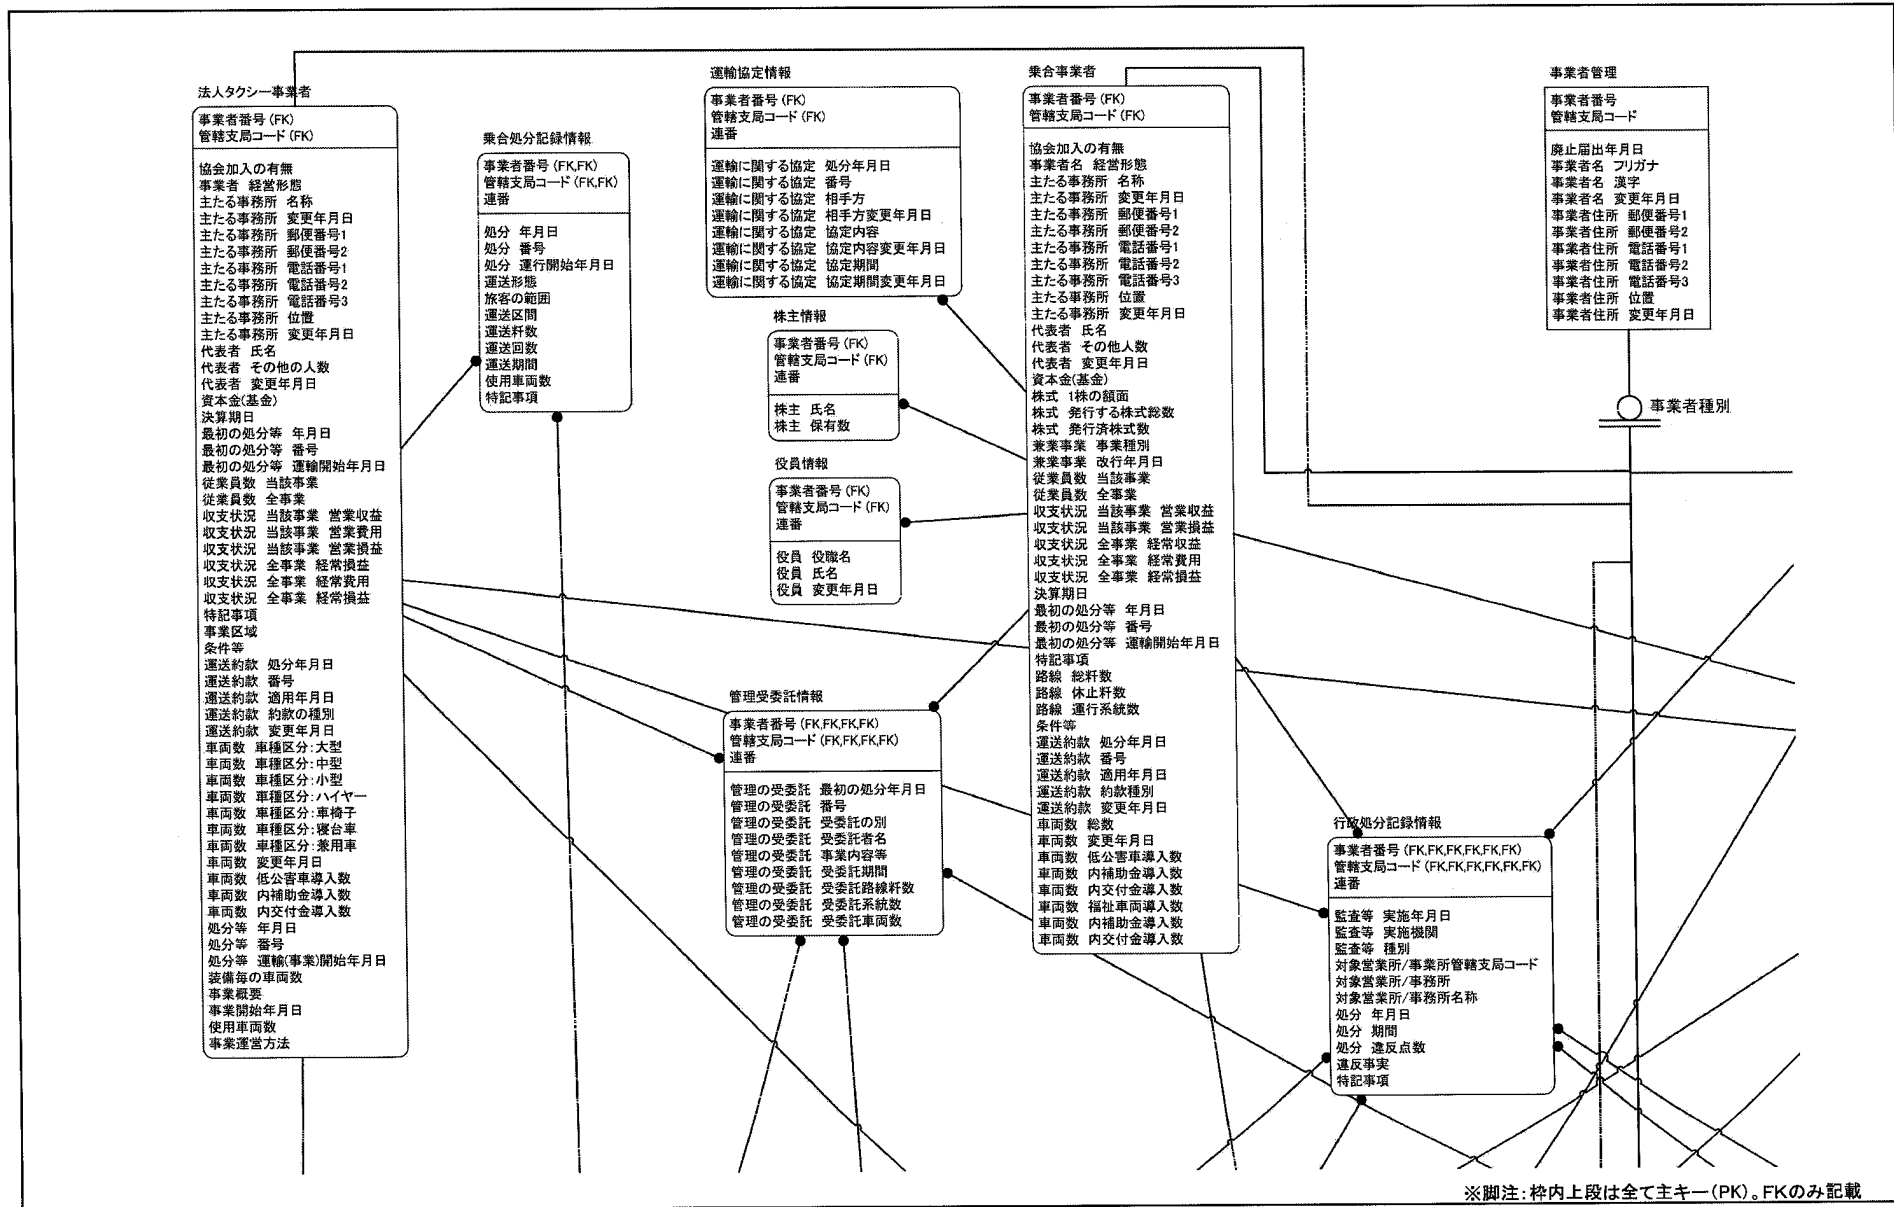 法人タクシー事業者
事業者番号 (FK)
管轄支局コード (FK)
協会加入の有無
事業者 経営形態
主たる事務所 名称
主たる事務所 変更年月日
主たる事務所 郵便番号1
主たる事務所 郵便番号2
主たる事務所 電話番号1
主たる事務所 電話番号2
主たる事務所 電話番号3
主たる事務所 位置
主たる事務所 変更年月日
代表者 氏名
代表者 その他の人数
代表者 変更年月日
資本金(基金)
決算期日
最初の処分等 年月日
最初の処分等 番号
最初の処分等 運輸開始年月日
従業員数 当該事業
従業員数 全事業
収支状況 当該事業 営業収益
収支状況 当該事業 営業費用
収支状況 当該事業 営業損益
収支状況 全事業 経常損益
収支状況 全事業 経常費用
収支状況 全事業 経常損益
特記事項
事業区域
条件等
運送約款 処分年月日
運送約款 番号
運送約款 適用年月日
運送約款 約款の種別
運送約款 変更年月日
車両数 車種区分:大型
車両数 車種区分:中型
車両数 車種区分:小型
車両数 車種区分:ハイヤー
車両数 車種区分:車椅子
車両数 車種区分:寝台車
車両数 車種区分:兼用車
車両数 変更年月日
車両数 低公害車導入数
車両数 内補助金導入数
車両数 内交付金導入数
処分等 年月日
処分等 番号
処分等 運輸(事業)開始年月日
装備毎の車両数
事業概要
事業開始年月日
使用車両数
事業運営方法
乗合処分記録情報
事業者番号 (FK,FK)
管轄支局コード (FK,FK)
連番
処分 年月日
処分 番号
処分 運行開始年月日
運送形態
旅客の範囲
運送区間
運送粁数
運送回数
運送期間
使用車両数
特記事項
運輸協定情報
事業者番号 (FK)
管轄支局コード (FK)
連番
運輸に関する協定 処分年月日
運輸に関する協定 番号
運輸に関する協定 相手方
運輸に関する協定 相手方変更年月日
運輸に関する協定 協定内容
運輸に関する協定 協定内容変更年月日
運輸に関する協定 協定期間
運輸に関する協定 協定期間変更年月日
株主情報
事業者番号 (FK)
管轄支局コード (FK)
連番
株主 氏名
株主 保有数
役員情報
事業者番号 (FK)
管轄支局コード (FK)
連番
役員 役職名
役員 氏名
役員 変更年月日
管理受委託情報
事業者番号 (FK,FK,FK,FK)
管轄支局コード (FK,FK,FK,FK)
連番
管理の受委託 最初の処分年月日
管理の受委託 番号
管理の受委託 受委託の別
管理の受委託 受委託者名
管理の受委託 事業内容等
管理の受委託 受委託期間
管理の受委託 受委託路線粁数
管理の受委託 受委託系統数
管理の受委託 受委託車両数
乗合事業者
事業者番号 (FK)
管轄支局コード (FK)
協会加入の有無
事業者名 経営形態
主たる事務所 名称
主たる事務所 変更年月日
主たる事務所 郵便番号1
主たる事務所 郵便番号2
主たる事務所 電話番号1
主たる事務所 電話番号2
主たる事務所 電話番号3
主たる事務所 位置
主たる事務所 変更年月日
代表者 氏名
代表者 その他人数
代表者 変更年月日
資本金(基金)
株式 1株の額面
株式 発行する株式総数
株式 発行済株式数
兼業事業 事業種別
兼業事業 改行年月日
従業員数 当該事業
従業員数 全事業
収支状況 当該事業 営業収益
収支状況 当該事業 営業損益
収支状況 全事業 経常収益
収支状況 全事業 経常費用
収支状況 全事業 経常損益
決算期日
最初の処分等 年月日
最初の処分等 番号
最初の処分等 運輸開始年月日
特記事項
路線 総粁数
路線 休止粁数
路線 運行系統数
条件等
運送約款 処分年月日
運送約款 番号
運送約款 適用年月日
運送約款 約款種別
運送約款 変更年月日
車両数 総数
車両数 変更年月日
車両数 低公害車導入数
車両数 内補助金導入数
車両数 内交付金導入数
車両数 福祉車両導入数
車両数 内補助金導入数
車両数 内交付金導入数
事業者管理
事業者番号
管轄支局コード
廃止届出年月日
事業者名 フリガナ
事業者名 漢字
事業者名 変更年月日
事業者住所 郵便番号1
事業者住所 郵便番号2
事業者住所 電話番号1
事業者住所 電話番号2
事業者住所 電話番号3
事業者住所 位置
事業者住所 変更年月日
事業者種別
行政処分記録情報
事業者番号 (FK,FK,FK,FK,FK,FK)
管轄支局コード (FK,FK,FK,FK,FK,FK)
連番
監査等 実施年月日
監査等 実施機関
監査等 種別
対象営業所/事業所管轄支局コード
対象営業所/事務所
対象営業所/事務所名称
処分 年月日
処分 期間
処分 違反点数
違反事実
特記事項
※脚注:枠内上段は全て主キー(PK)。FKのみ記載